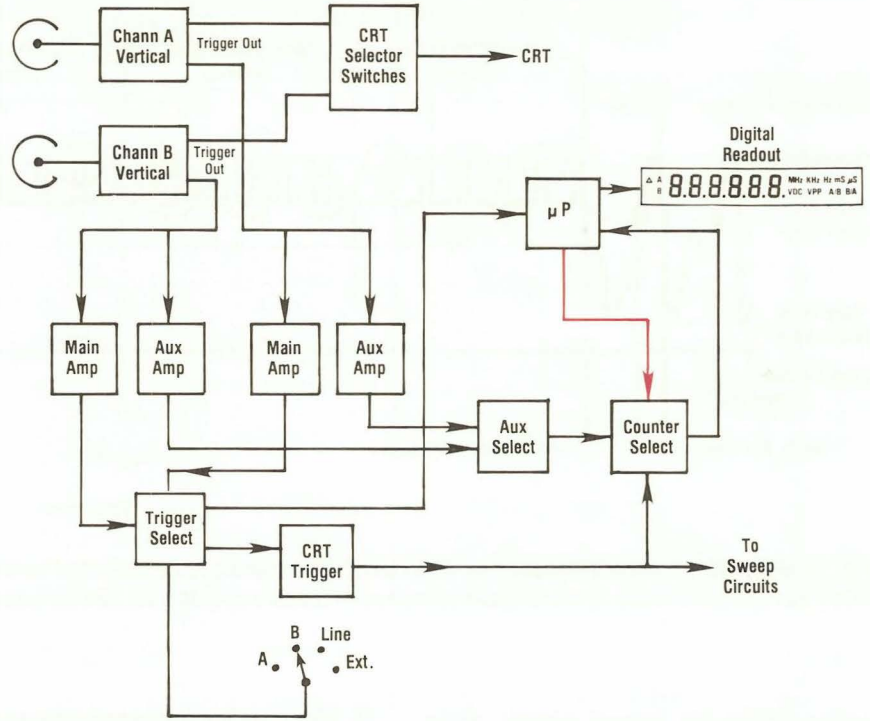 Chann A
Vertical
Trigger Out
CRT
Selector
Switches
CRT
Chann B
Vertical
Trigger
Out
Digital
Readout
Δ A
B
8.8.8.8.8.8.
MHz KHz Hz mS µS
VDC VPP A/B B/A
µ P
Main
Amp
Aux
Amp
Main
Amp
Aux
Amp
Aux
Select
Counter
Select
Trigger
Select
CRT
Trigger
To
Sweep
Circuits
A
B
Line
Ext.